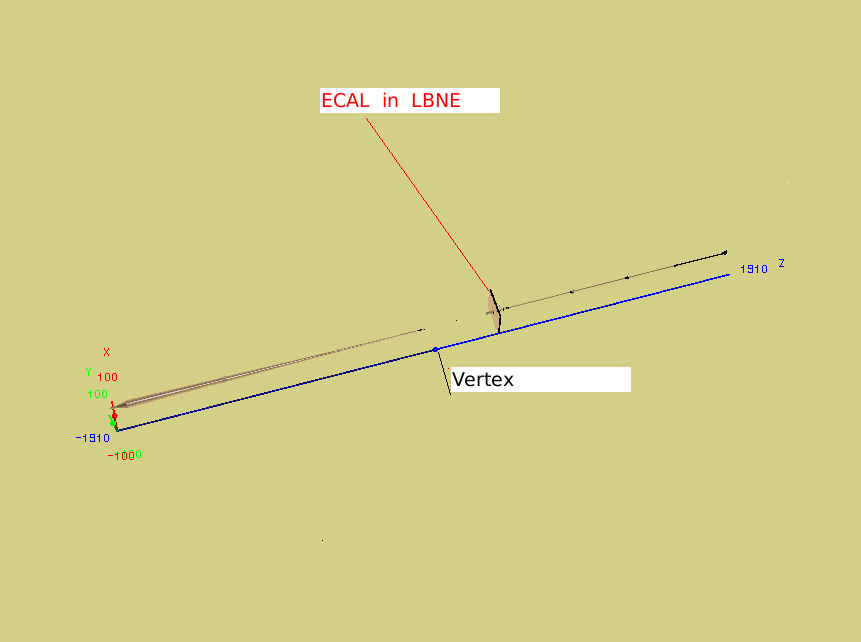 ECAL in LBNE
1910 Z
X
Y 100
100
Vertex
-1910
-100